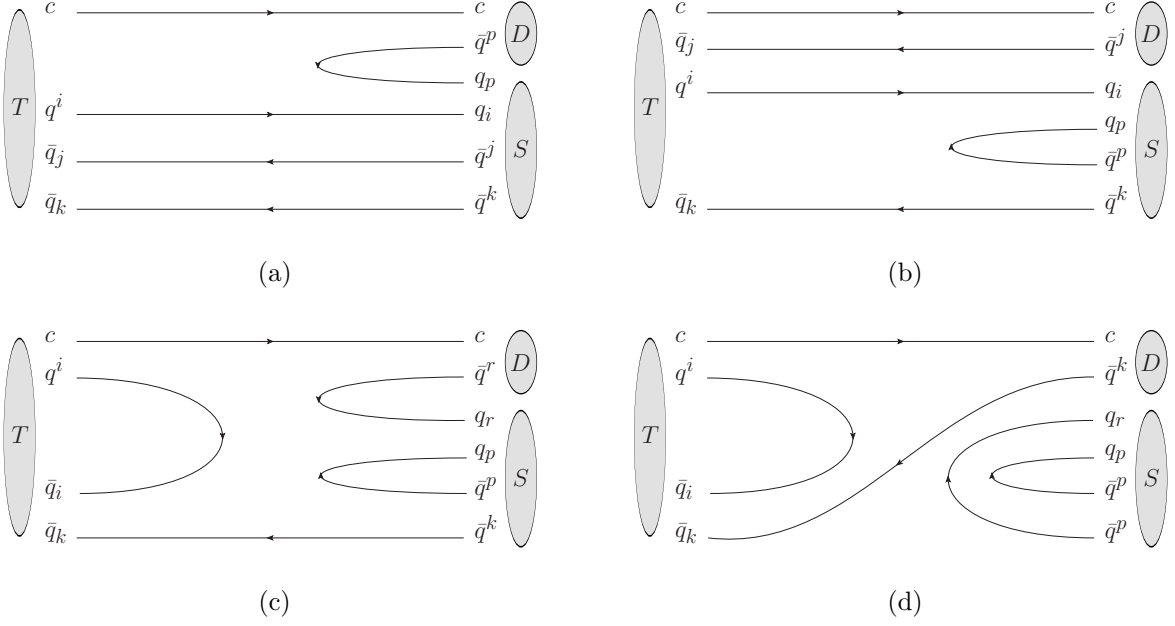 c c c c
q̄^p D q̄_j q̄^j D
q_p q^i q_i
T q^i q_i T q_p
q̄_j q̄^j S q̄^p S
q̄_k q̄^k q̄_k q̄^k
(a) (b)
c c c c
q^i q̄^r D q^i q̄^k D
q_r q_r
T q_p S T q_p S
q̄_i q̄^p q̄_i q̄^p
q̄_k q̄^k q̄_k q̄^p
(c) (d)